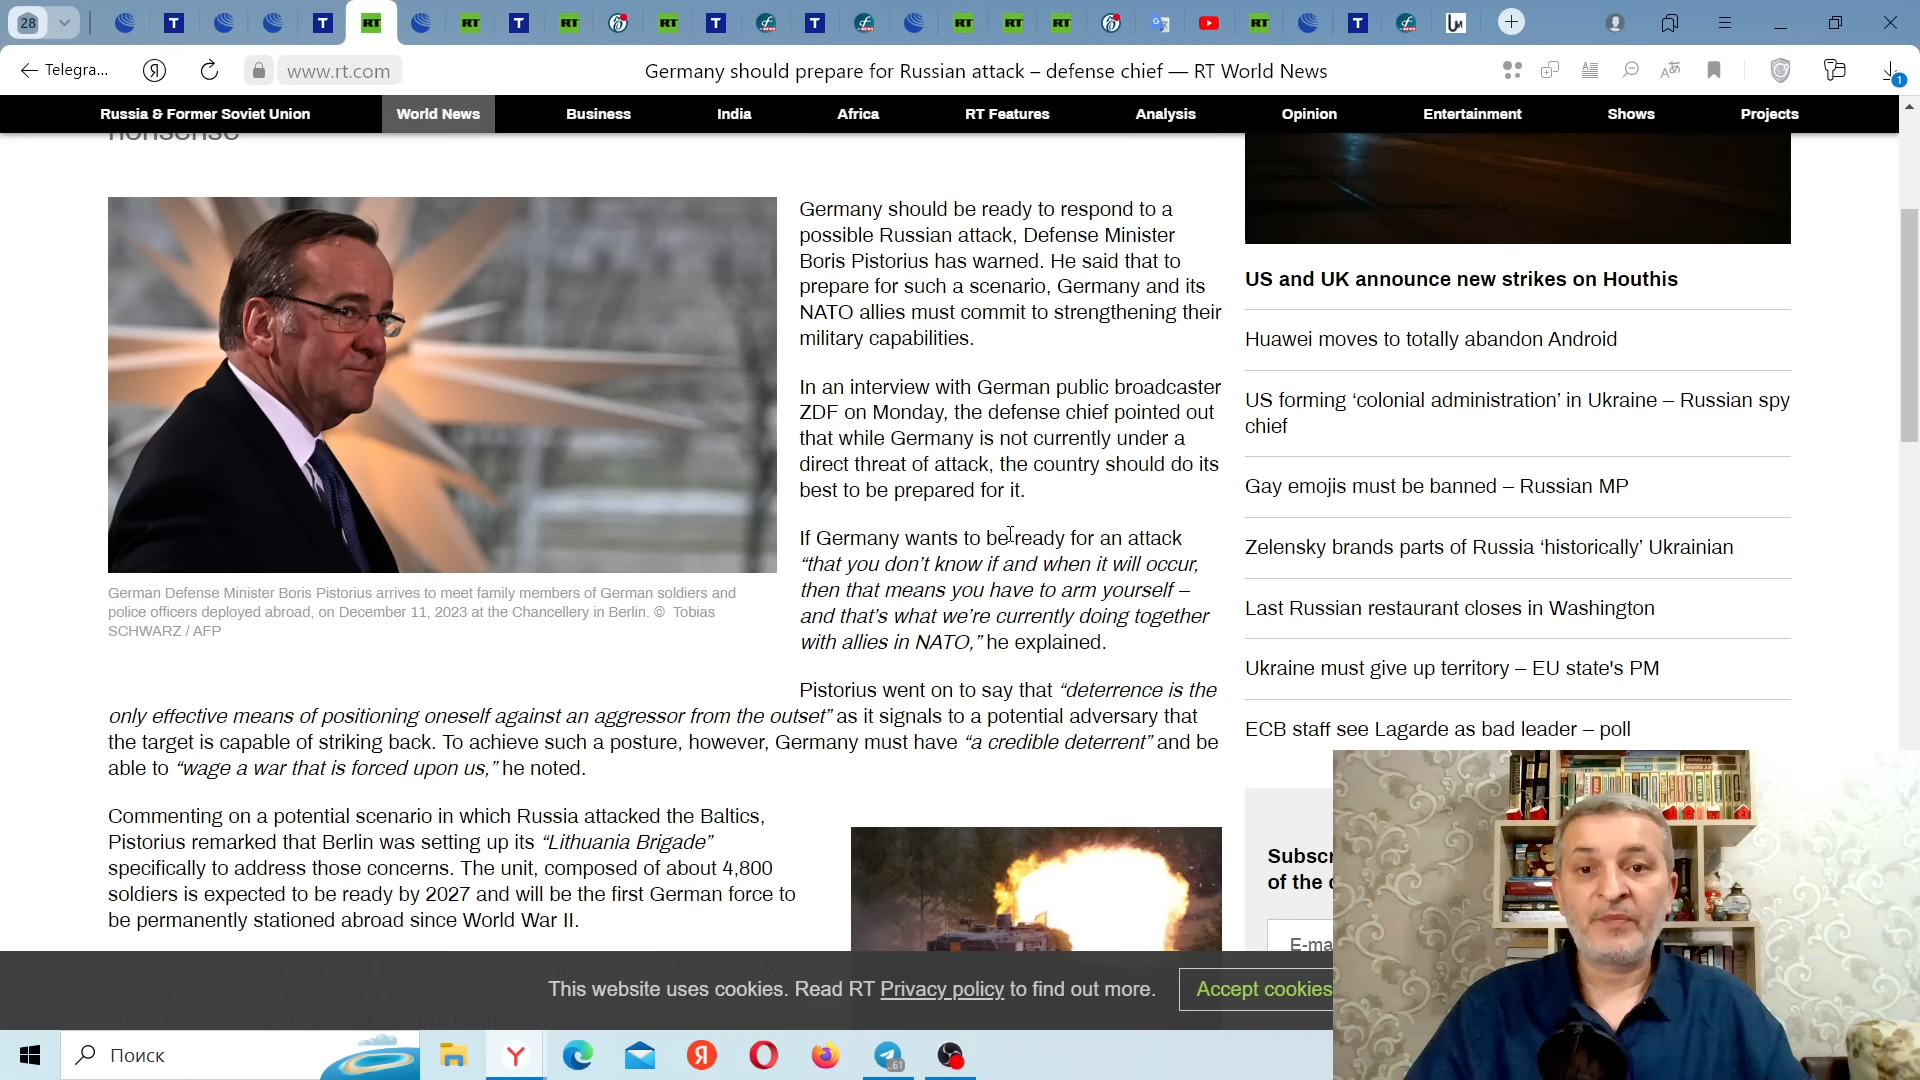 28
Telegra...
www.rt.com
Germany should prepare for Russian attack – defense chief — RT World News
1
Russia & Former Soviet Union
World News
Business
India
Africa
RT Features
Analysis
Opinion
Entertainment
Shows
Projects
nonsense
Germany should be ready to respond to a
possible Russian attack, Defense Minister
Boris Pistorius has warned. He said that to
prepare for such a scenario, Germany and its
NATO allies must commit to strengthening their
military capabilities.
In an interview with German public broadcaster
ZDF on Monday, the defense chief pointed out
that while Germany is not currently under a
direct threat of attack, the country should do its
best to be prepared for it.
If Germany wants to be ready for an attack
“that you don’t know if and when it will occur,
then that means you have to arm yourself –
and that’s what we’re currently doing together
with allies in NATO,” he explained.
German Defense Minister Boris Pistorius arrives to meet family members of German soldiers and
police officers deployed abroad, on December 11, 2023 at the Chancellery in Berlin. © Tobias
SCHWARZ / AFP
Pistorius went on to say that “deterrence is the
only effective means of positioning oneself against an aggressor from the outset” as it signals to a potential adversary that
the target is capable of striking back. To achieve such a posture, however, Germany must have “a credible deterrent” and be
able to “wage a war that is forced upon us,” he noted.
Commenting on a potential scenario in which Russia attacked the Baltics,
Pistorius remarked that Berlin was setting up its “Lithuania Brigade”
specifically to address those concerns. The unit, composed of about 4,800
soldiers is expected to be ready by 2027 and will be the first German force to
be permanently stationed abroad since World War II.
US and UK announce new strikes on Houthis
Huawei moves to totally abandon Android
US forming ‘colonial administration’ in Ukraine – Russian spy
chief
Gay emojis must be banned – Russian MP
Zelensky brands parts of Russia ‘historically’ Ukrainian
Last Russian restaurant closes in Washington
Ukraine must give up territory – EU state's PM
ECB staff see Lagarde as bad leader – poll
Subscr
of the
E-ma
This website uses cookies. Read RT Privacy policy to find out more.
Accept cookies
Поиск
61